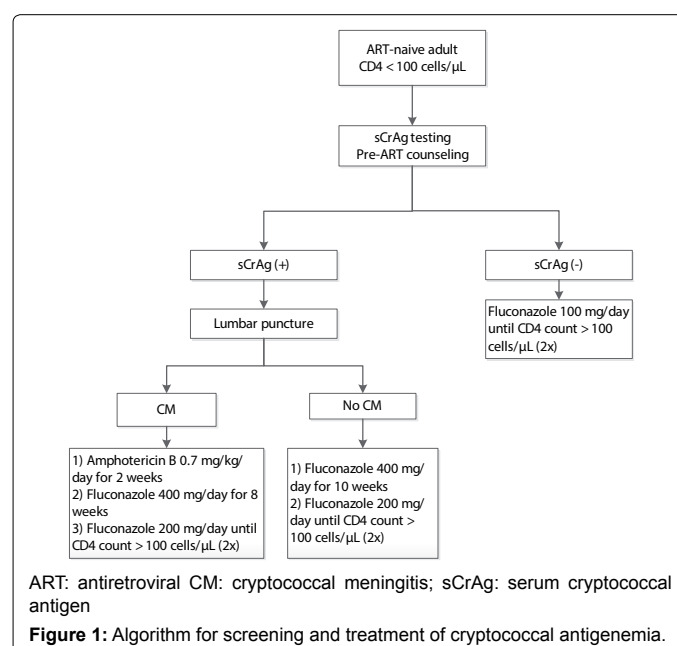 ART-naive adult
CD4 < 100 cells/µL
sCrAg testing
Pre-ART counseling
sCrAg (+)
sCrAg (-)
Lumbar puncture
Fluconazole 100 mg/day
until CD4 count > 100
cells/µL (2x)
CM
No CM
1) Amphotericin B 0.7 mg/kg/
day for 2 weeks
2) Fluconazole 400 mg/day for 8
weeks
3) Fluconazole 200 mg/day until
CD4 count > 100 cells/µL (2x)
1) Fluconazole 400 mg/
day for 10 weeks
2) Fluconazole 200 mg/
day until CD4 count >
100 cells/µL (2x)
ART: antiretroviral CM: cryptococcal meningitis; sCrAg: serum cryptococcal
antigen
Figure 1: Algorithm for screening and treatment of cryptococcal antigenemia.